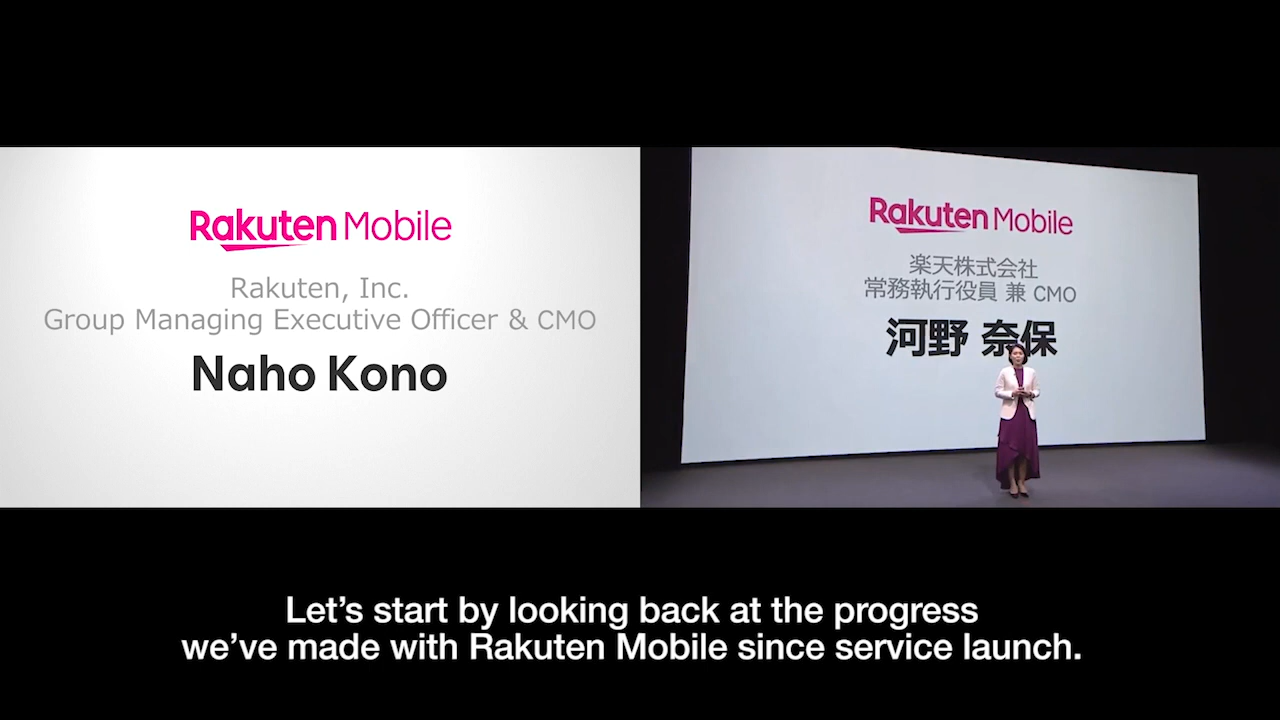 Rakuten Mobile
Rakuten, Inc.
Group Managing Executive Officer & CMO
Naho Kono
Rakuten Mobile
楽天株式会社
常務執行役員 兼 CMO
河野 奈保
Let's start by looking back at the progress
we've made with Rakuten Mobile since service launch.